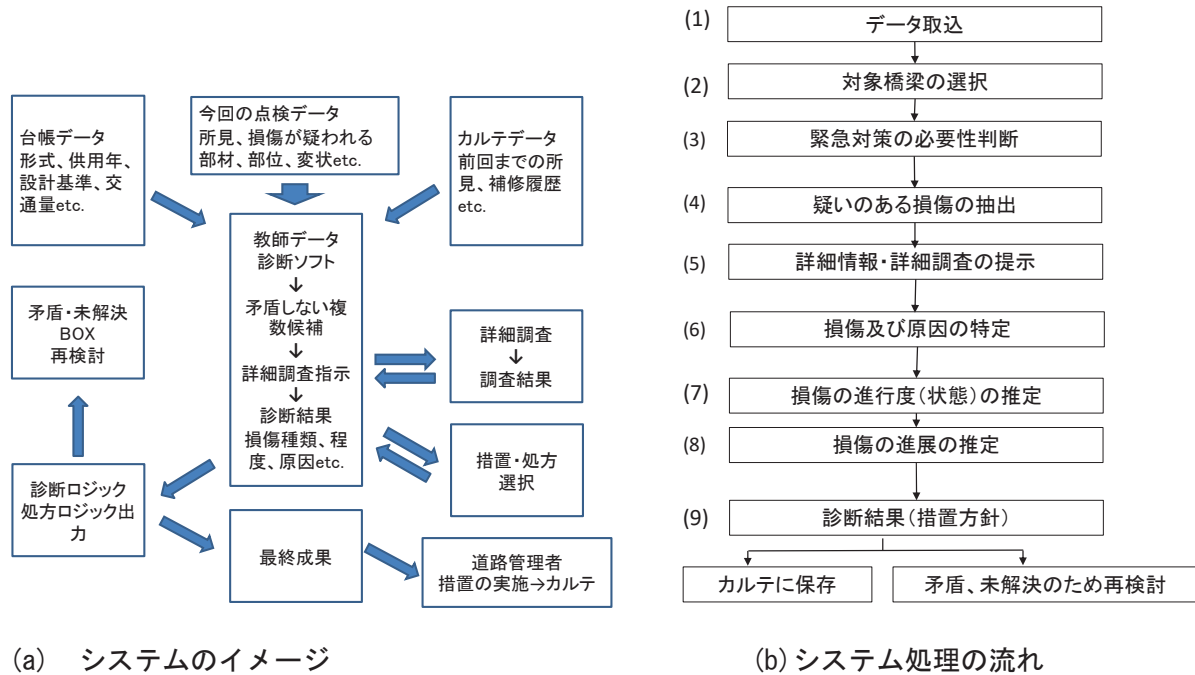 台帳データ
形式、供用年、
設計基準、交
通量etc.
今回の点検データ
所見、損傷が疑われる
部材、部位、変状etc.
カルテデータ
前回までの所
見、補修履歴
etc.
教師データ
診断ソフト
↓
矛盾しない複
数候補
↓
詳細調査指示
↓
診断結果
損傷種類、程
度、原因etc.
矛盾・未解決
BOX
再検討
詳細調査
↓
調査結果
措置・処方
選択
診断ロジック
処方ロジック出
力
最終成果
道路管理者
措置の実施→カルテ
(a) システムのイメージ
(1) データ取込
(2) 対象橋梁の選択
(3) 緊急対策の必要性判断
(4) 疑いのある損傷の抽出
(5) 詳細情報・詳細調査の提示
(6) 損傷及び原因の特定
(7) 損傷の進行度(状態)の推定
(8) 損傷の進展の推定
(9) 診断結果(措置方針)
カルテに保存
矛盾、未解決のため再検討
(b) システム処理の流れ